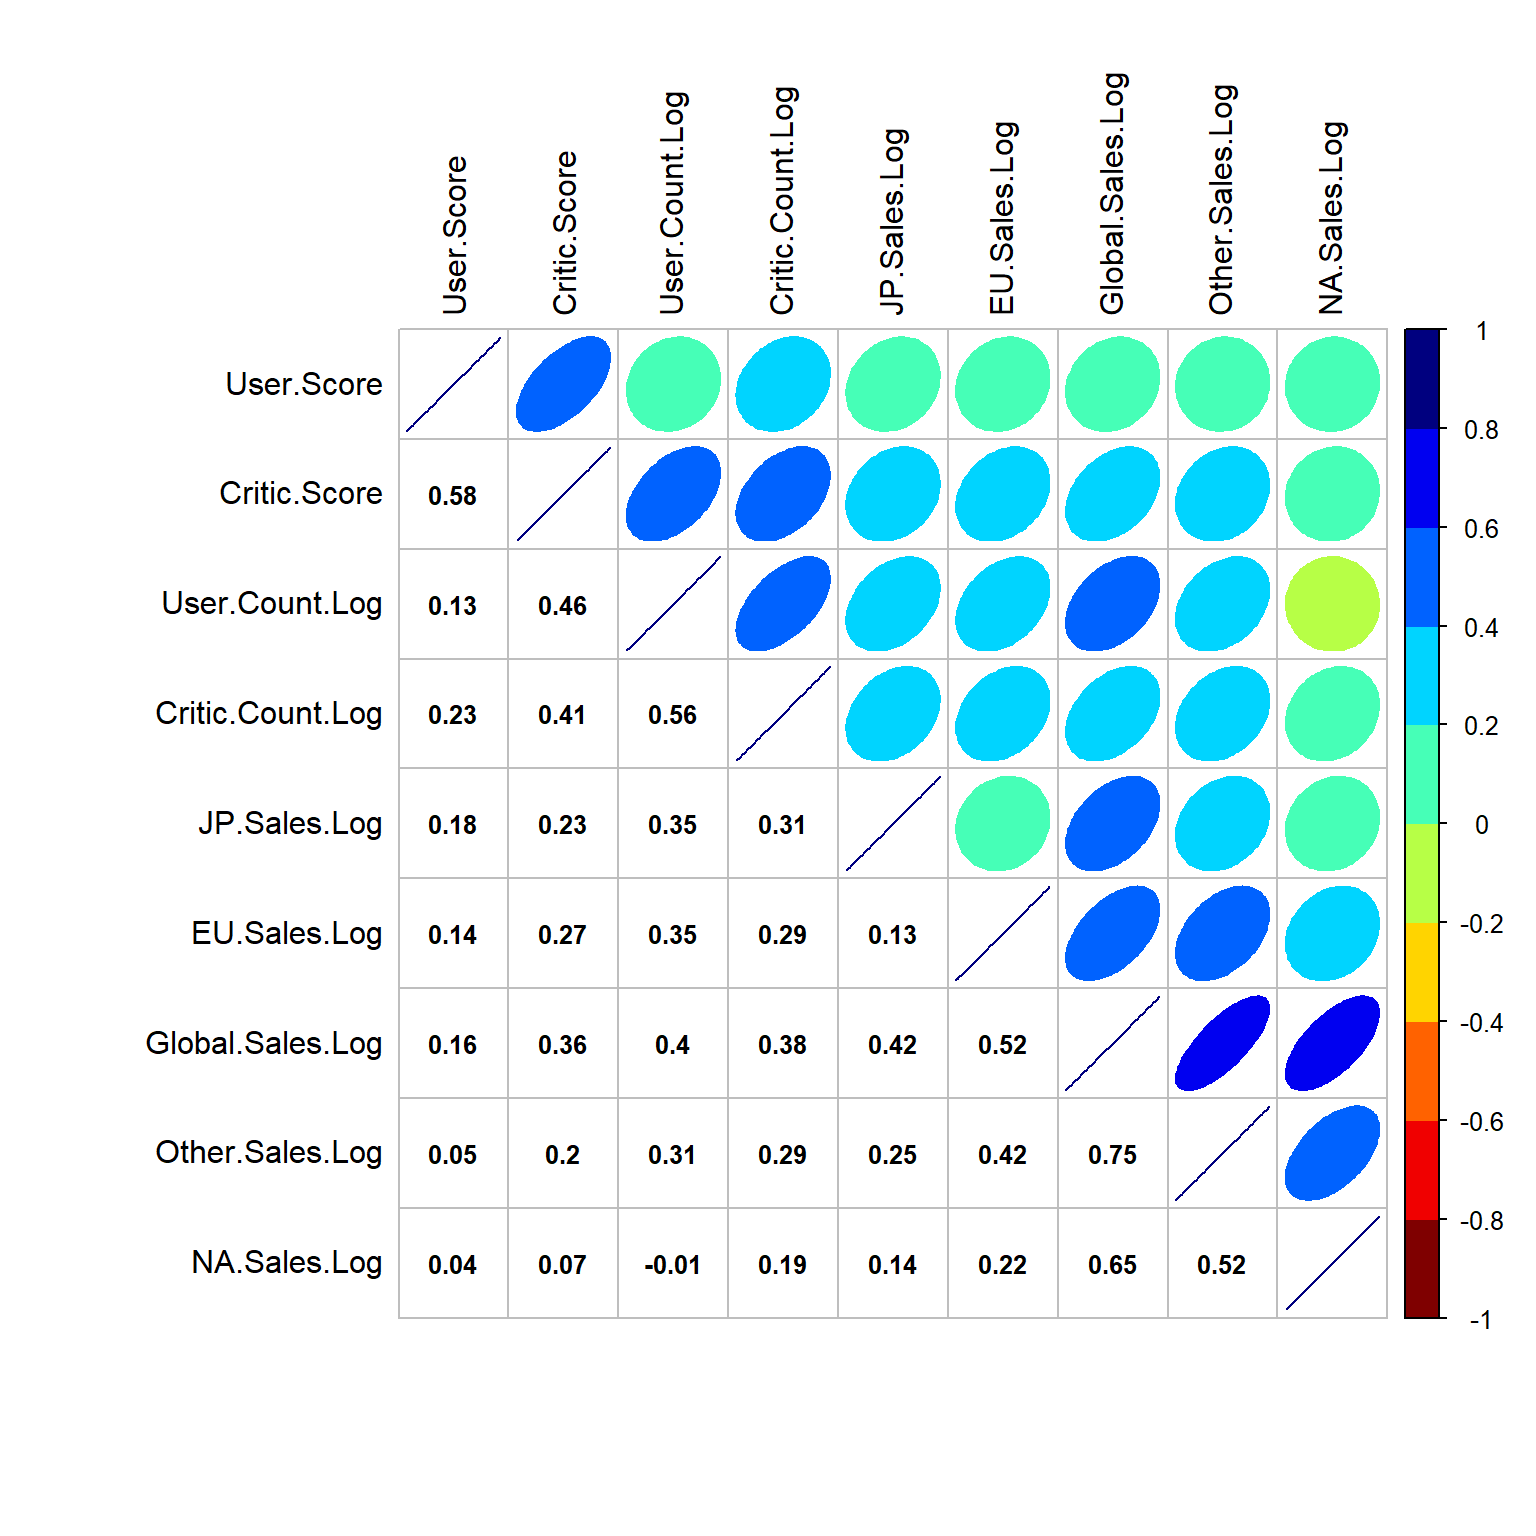 User.Score
Critic.Score
User.Count.Log
Critic.Count.Log
JP.Sales.Log
EU.Sales.Log
Global.Sales.Log
Other.Sales.Log
NA.Sales.Log
User.Score
Critic.Score 0.58
User.Count.Log 0.13 0.46
Critic.Count.Log 0.23 0.41 0.56
JP.Sales.Log 0.18 0.23 0.35 0.31
EU.Sales.Log 0.14 0.27 0.35 0.29 0.13
Global.Sales.Log 0.16 0.36 0.4 0.38 0.42 0.52
Other.Sales.Log 0.05 0.2 0.31 0.29 0.25 0.42 0.75
NA.Sales.Log 0.04 0.07 -0.01 0.19 0.14 0.22 0.65 0.52
1
0.8
0.6
0.4
0.2
0
-0.2
-0.4
-0.6
-0.8
-1